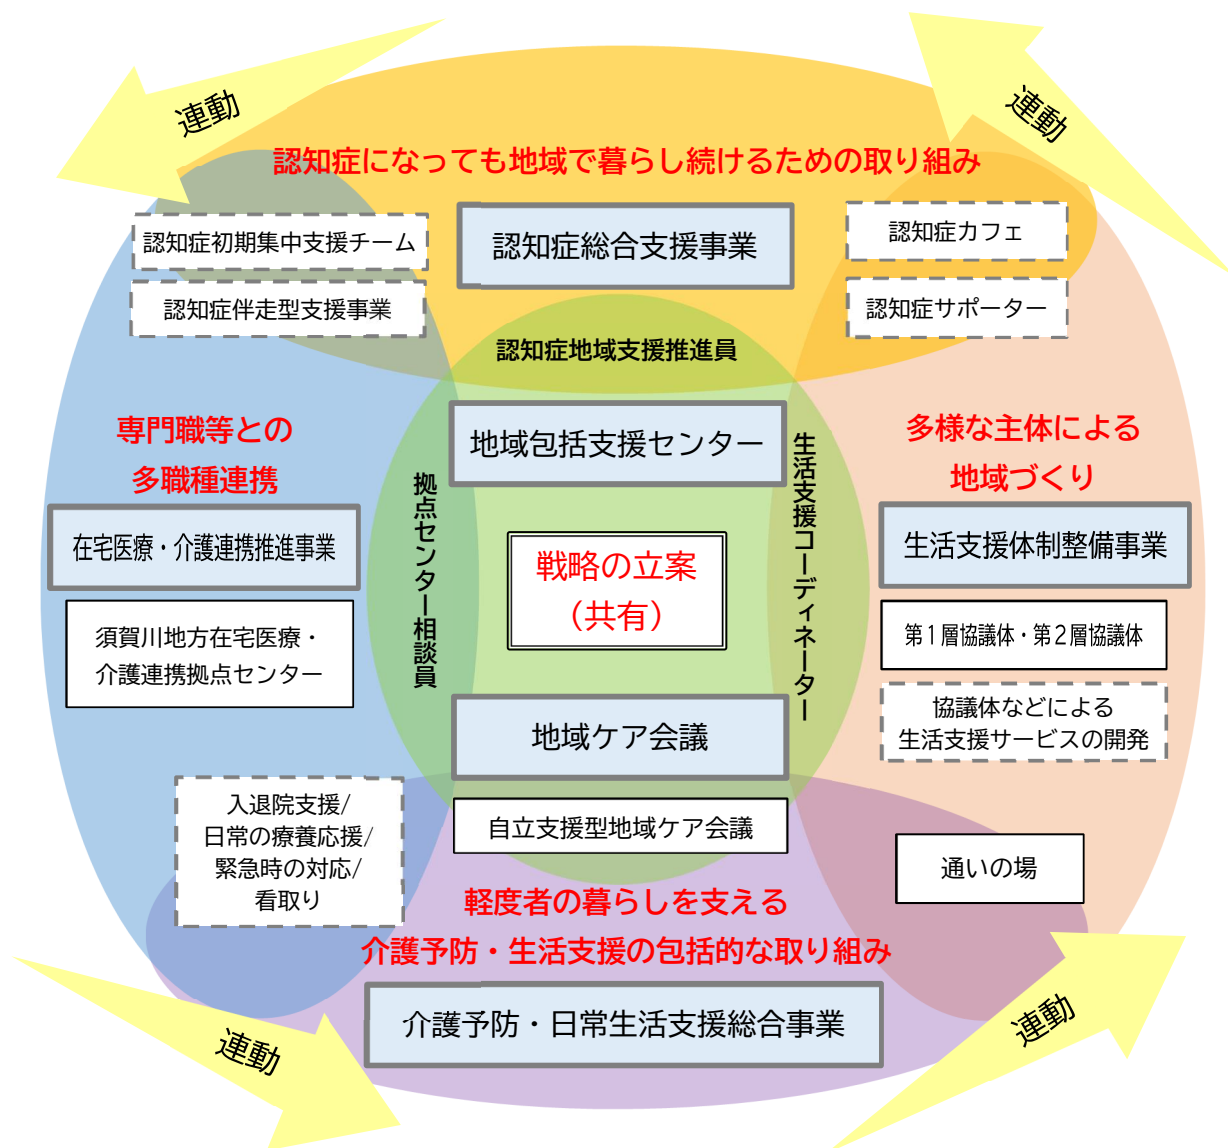 連動
連動
認知症になっても地域で暮らし続けるための取り組み
認知症初期集中支援チーム
認知症総合支援事業
認知症カフェ
認知症伴走型支援事業
認知症サポーター
認知症地域支援推進員
専門職等との
多職種連携
地域包括支援センター
多様な主体による
地域づくり
拠点センター相談員
生活支援コーディネーター
在宅医療・介護連携推進事業
戦略の立案
（共有）
生活支援体制整備事業
須賀川地方在宅医療・
介護連携拠点センター
第１層協議体・第２層協議体
協議体などによる
生活支援サービスの開発
地域ケア会議
入退院支援/
日常の療養応援/
緊急時の対応/
看取り
自立支援型地域ケア会議
通いの場
軽度者の暮らしを支える
介護予防・生活支援の包括的な取り組み
介護予防・日常生活支援総合事業
連動
連動